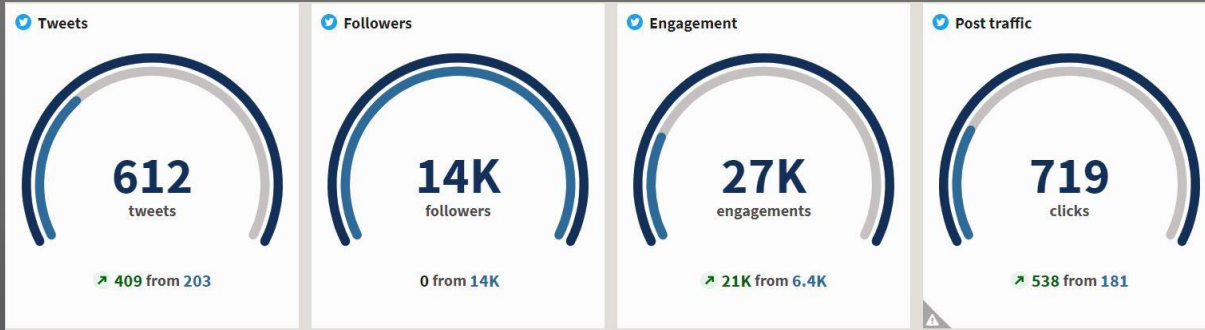 Tweets
612
tweets
409 from 203
Followers
14K
followers
0 from 14K
Engagement
27K
engagements
21K from 6.4K
Post traffic
719
clicks
538 from 181